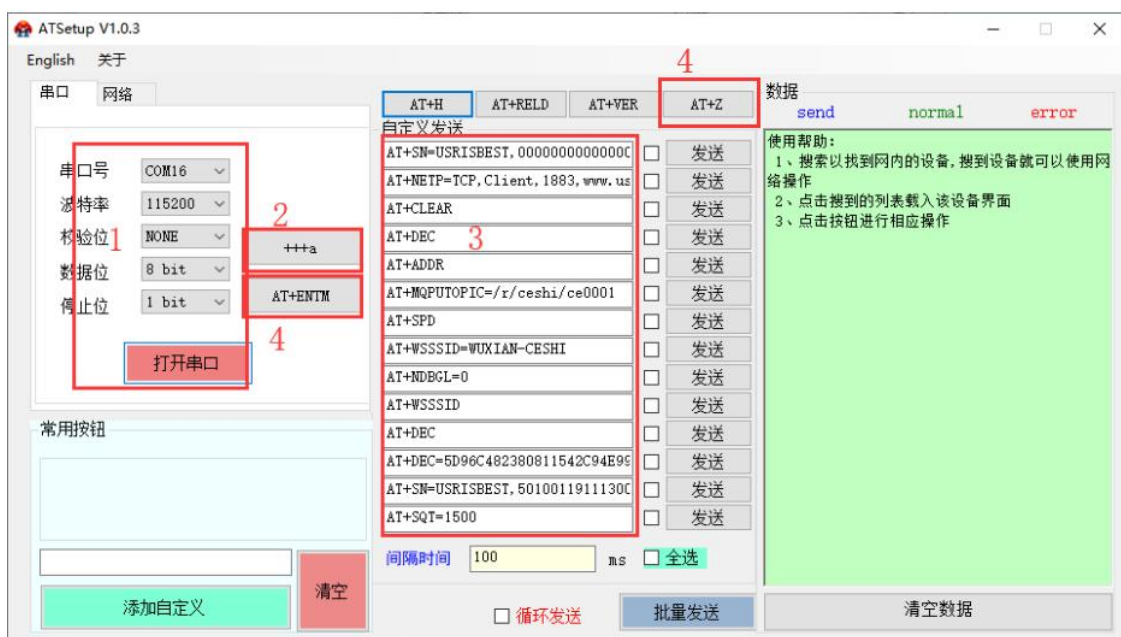 ATSetup V1.0.3
English 关于
串口 网络
串口号 COM16
波特率 115200
校验位 NONE
数据位 8 bit
停止位 1 bit
1
打开串口
2
+++a
AT+ENTM
4
常用按钮
添加自定义
清空
4
AT+H AT+RELD AT+VER AT+Z
自定义发送
AT+SN=USRISBEST,0000000000000C 发送
AT+NETP=TCP,Client,1883,www.us 发送
AT+CLEAR 发送
AT+DEC 发送
3
AT+ADDR 发送
AT+MQPUTOPIC=/r/ceshi/ce0001 发送
AT+SPD 发送
AT+WSSSID=WUXIAN-CESHI 发送
AT+NDBGL=0 发送
AT+WSSSID 发送
AT+DEC 发送
AT+DEC=5D96C482380811542C94E99 发送
AT+SN=USRISBEST,5010011911130C 发送
AT+SQT=1500 发送
间隔时间 100 ms 全选
循环发送 批量发送
数据
send normal error
使用帮助:
1、搜索以找到网内的设备,搜到设备就可以使用网
络操作
2、点击搜到的列表载入该设备界面
3、点击按钮进行相应操作
清空数据